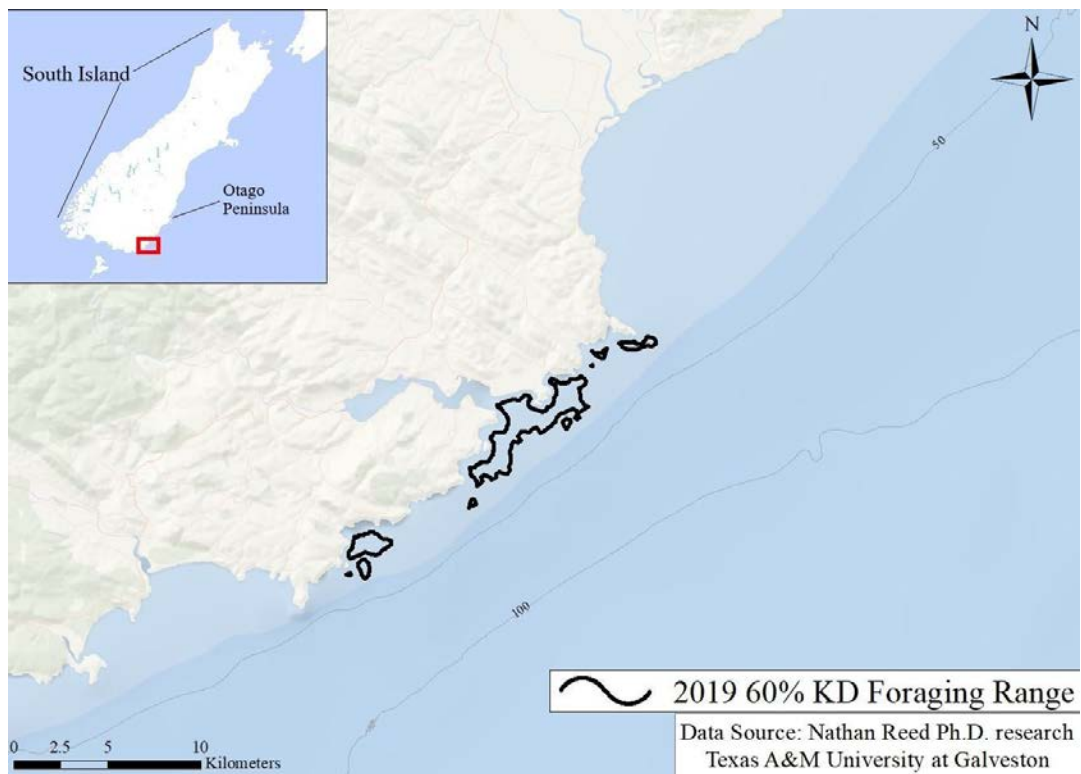 South Island
Otago
Peninsula
N
50
100
2019 60% KD Foraging Range
Data Source: Nathan Reed Ph.D. research
Texas A&M University at Galveston
0 2.5 5 10
Kilometers